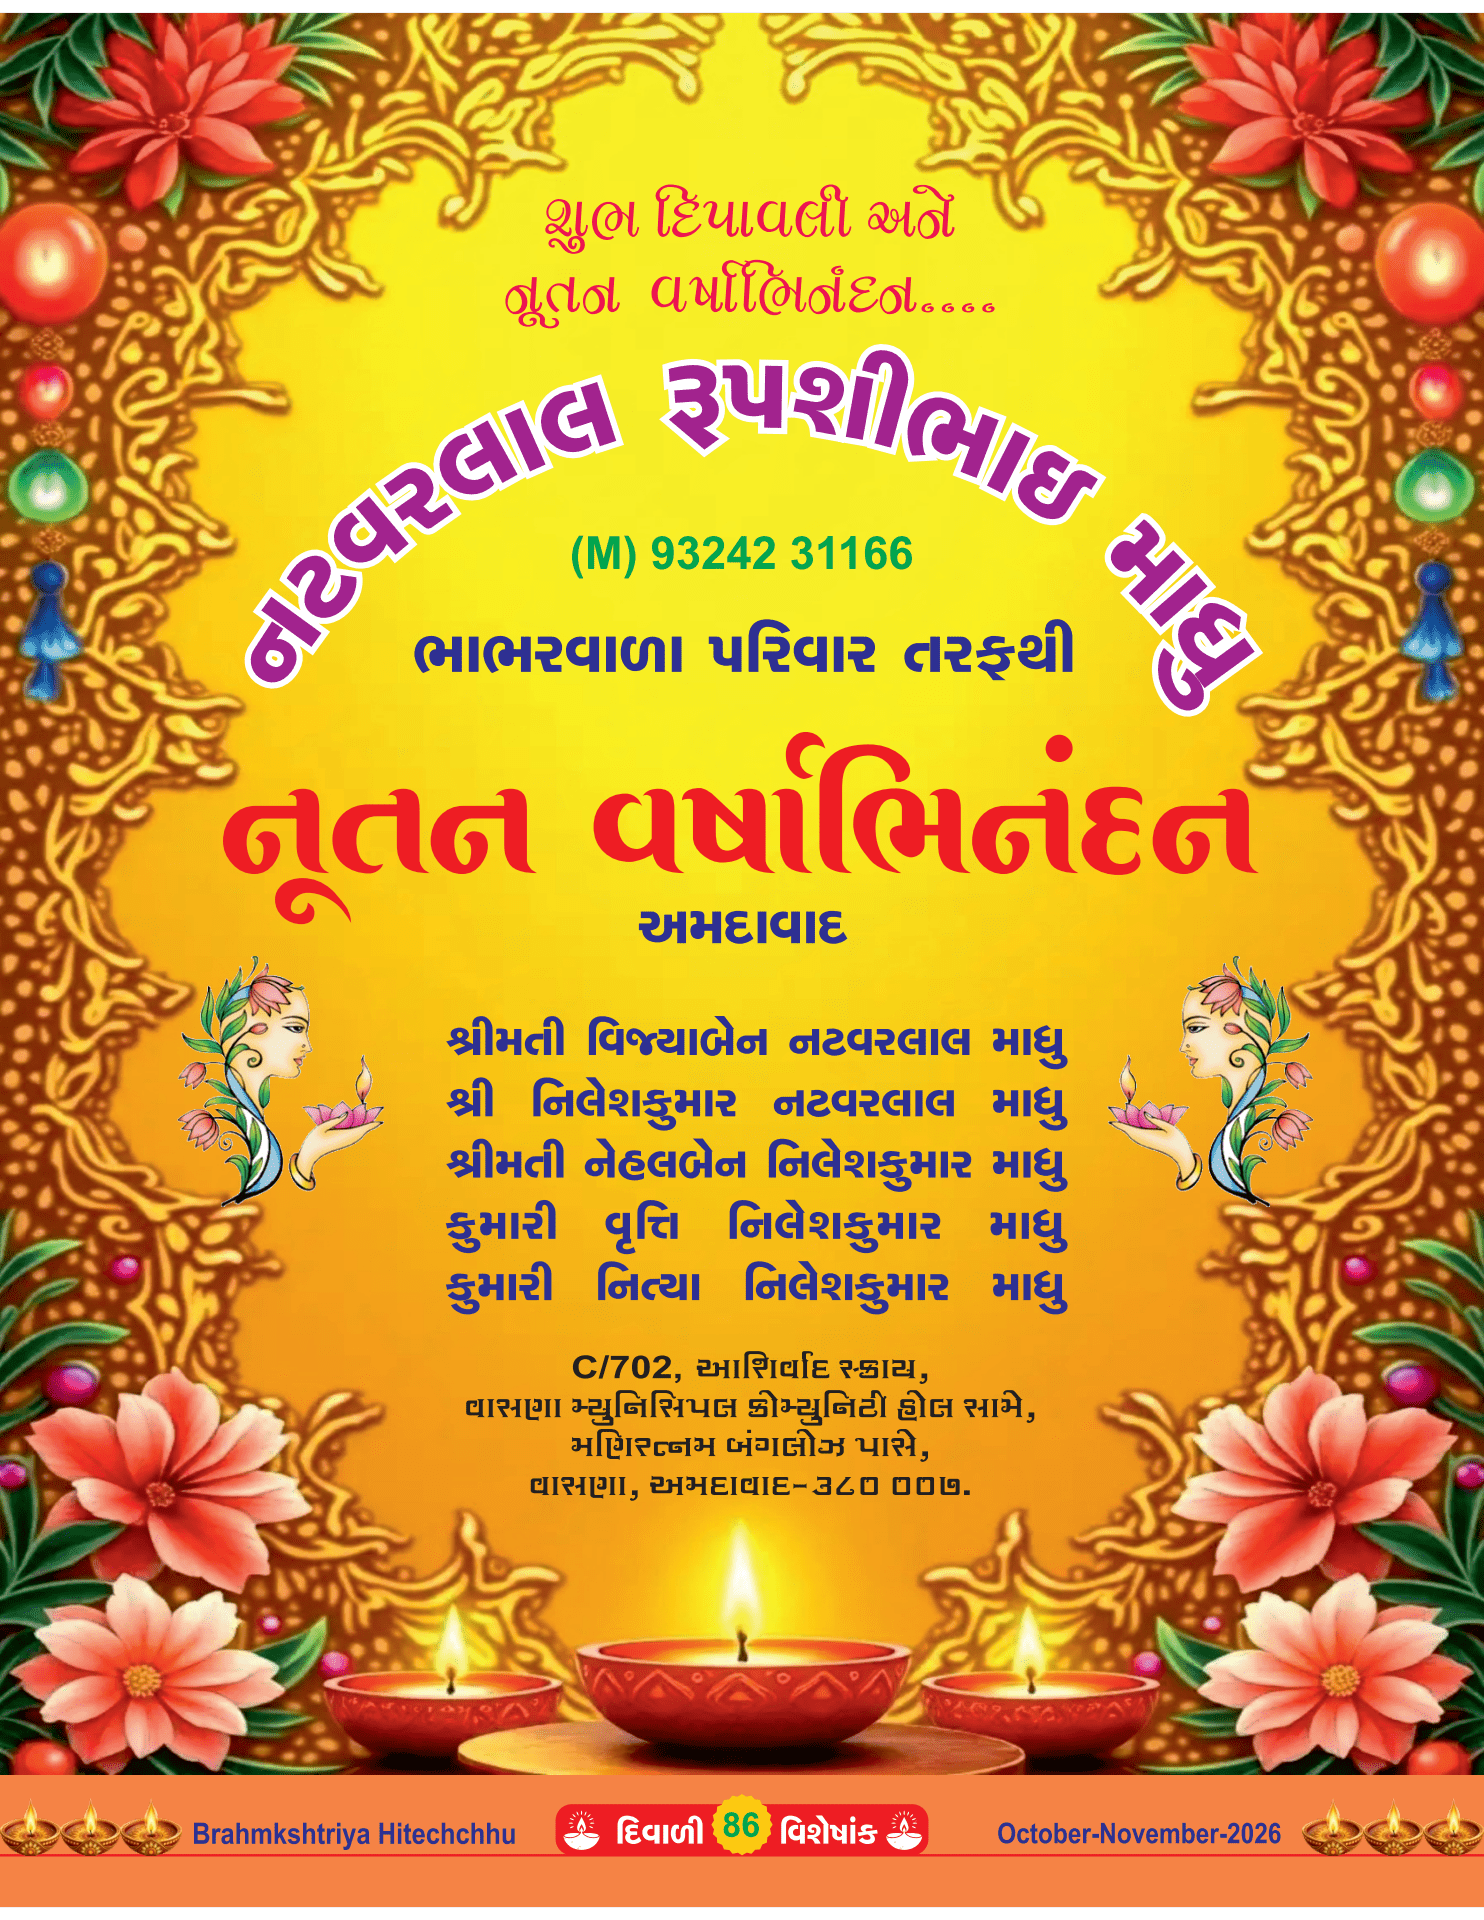 શુભ દિપાવલી અને
નૂતન વર્ષાભિનંદન....
નટવરલાલ રૂપશીભાઇ માધુ
(M) 93242 31166
ભાભરવાળા પરિવાર તરફથી
નૂતન વર્ષાભિનંદન
અમદાવાદ
શ્રીમતી વિજ્યાબેન નટવરલાલ માધુ
શ્રી નિલેશકુમાર નટવરલાલ માધુ
શ્રીમતી નેહલબેન નિલેશકુમાર માધુ
કુમારી વૃત્તિ નિલેશકુમાર માધુ
કુમારી નિત્યા નિલેશકુમાર માધુ
C/702, આશિર્વાદ સ્કાય,
વાસણા મ્યુનિસિપલ કોમ્યુનિટી હોલ સામે,
મણિરત્નમ બંગલોઝ પાસે,
વાસણા, અમદાવાદ-૩૮૦ ૦૦૭.
Brahmkshtriya Hitechchhu દિવાળી 86 વિશેષાંક October-November-2026